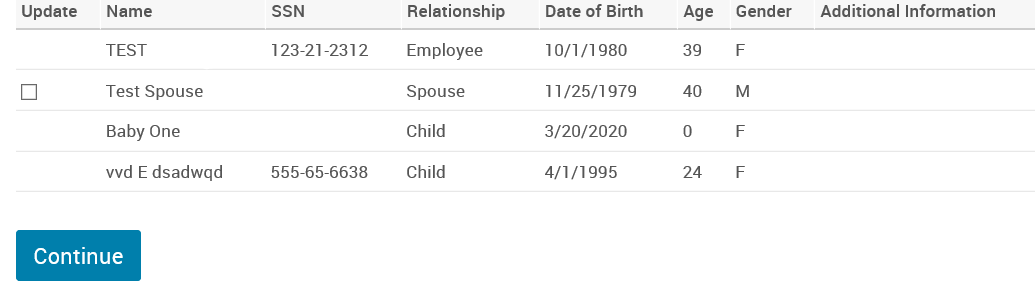 Update Name SSN Relationship Date of Birth Age Gender Additional Information
TEST 123-21-2312 Employee 10/1/1980 39 F
Test Spouse Spouse 11/25/1979 40 M
Baby One Child 3/20/2020 0 F
vvd E dsadwqd 555-65-6638 Child 4/1/1995 24 F
Continue